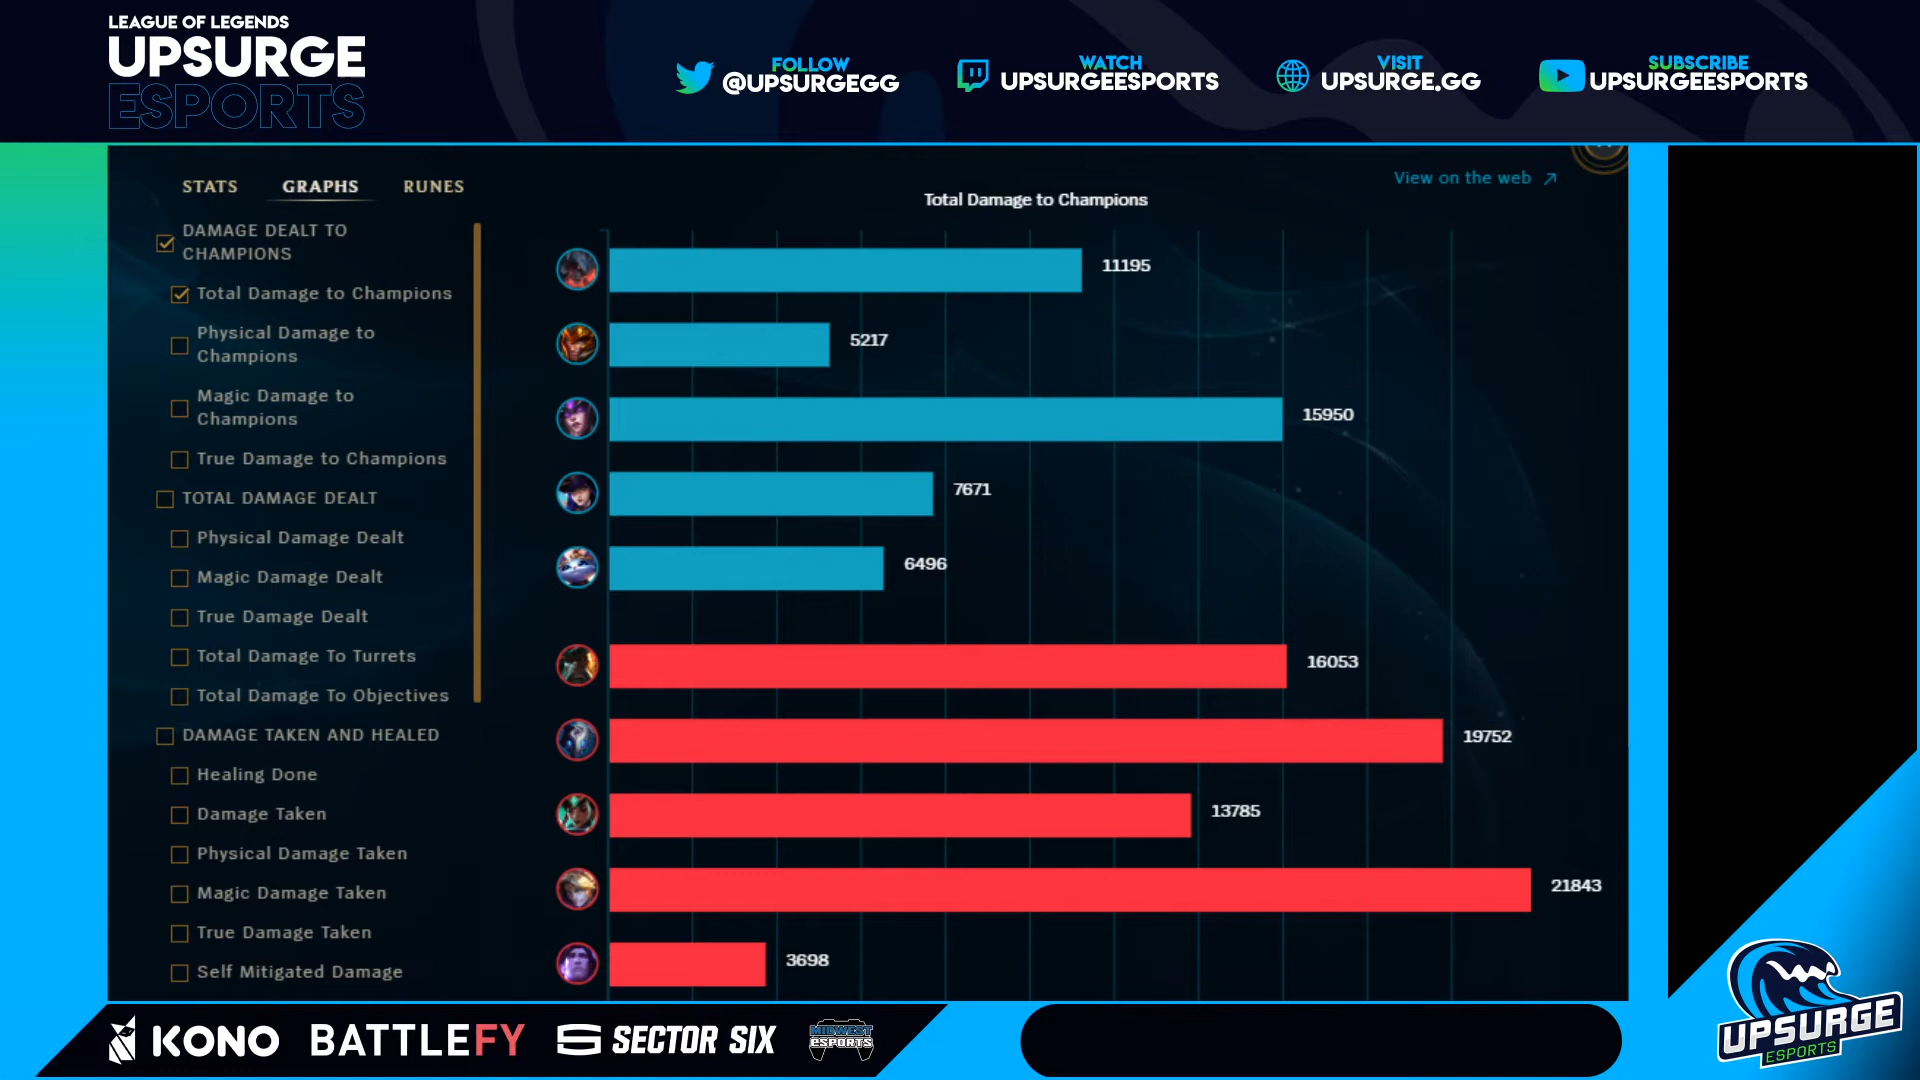 LEAGUE OF LEGENDS
UPSURGE
ESPORTS
FOLLOW
@UPSURGEGG
WATCH
UPSURGEESPORTS
VISIT
UPSURGE.GG
SUBSCRIBE
UPSURGEESPORTS
STATS GRAPHS RUNES
View on the web
Total Damage to Champions
DAMAGE DEALT TO
CHAMPIONS
Total Damage to Champions
Physical Damage to
Champions
Magic Damage to
Champions
True Damage to Champions
TOTAL DAMAGE DEALT
Physical Damage Dealt
Magic Damage Dealt
True Damage Dealt
Total Damage To Turrets
Total Damage To Objectives
DAMAGE TAKEN AND HEALED
Healing Done
Damage Taken
Physical Damage Taken
Magic Damage Taken
True Damage Taken
Self Mitigated Damage
11195
5217
15950
7671
6496
16053
19752
13785
21843
3698
KONO
BATTLEFY
SECTOR SIX
MIDWEST
ESPORTS
UPSURGE
ESPORTS